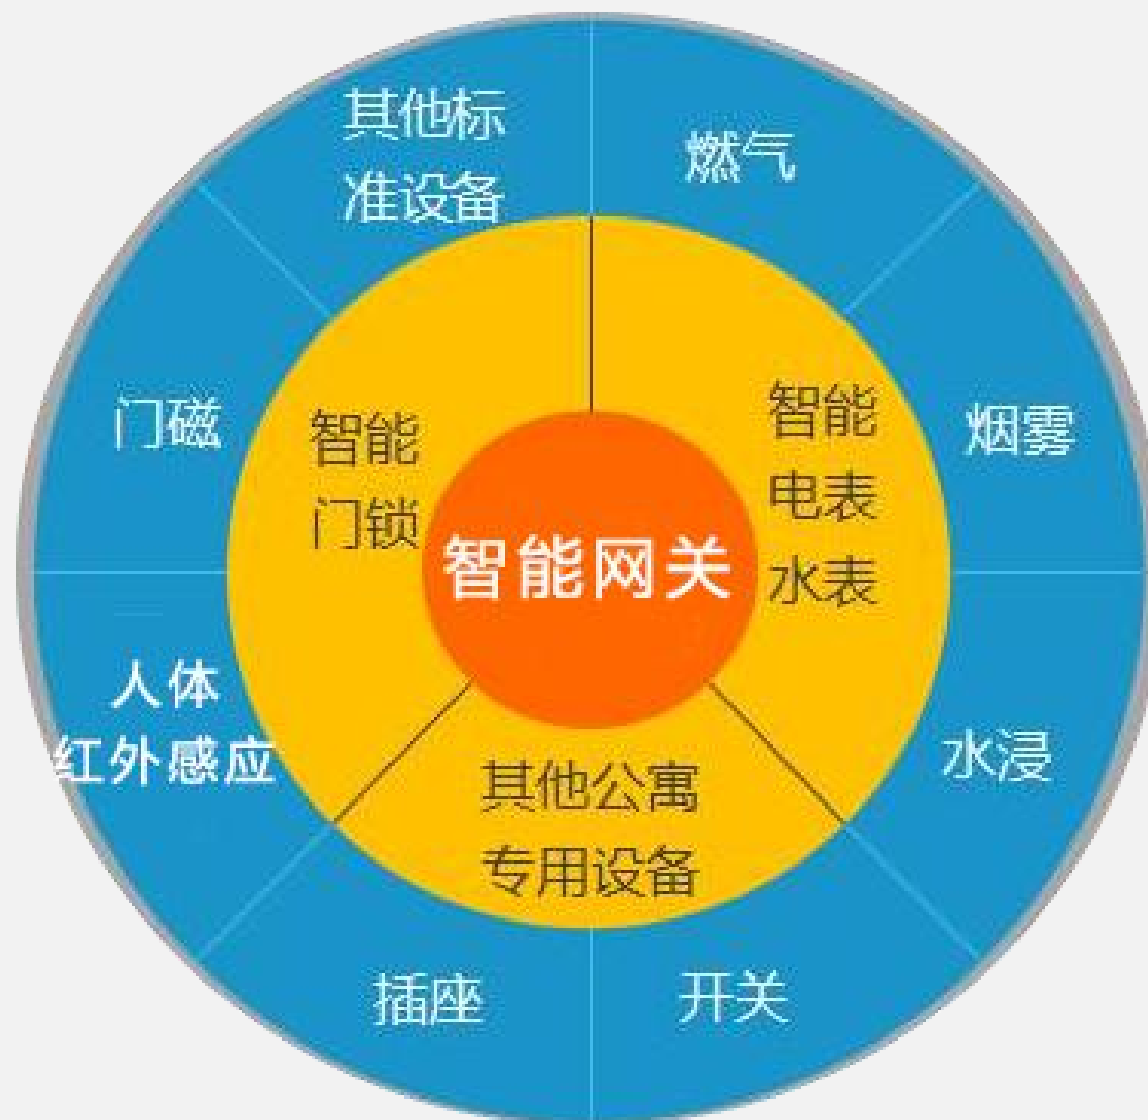 其他标
准设备
燃气
门磁
烟雾
智能
门锁
智能
电表
水表
智能网关
人体
红外感应
水浸
其他公寓
专用设备
插座
开关